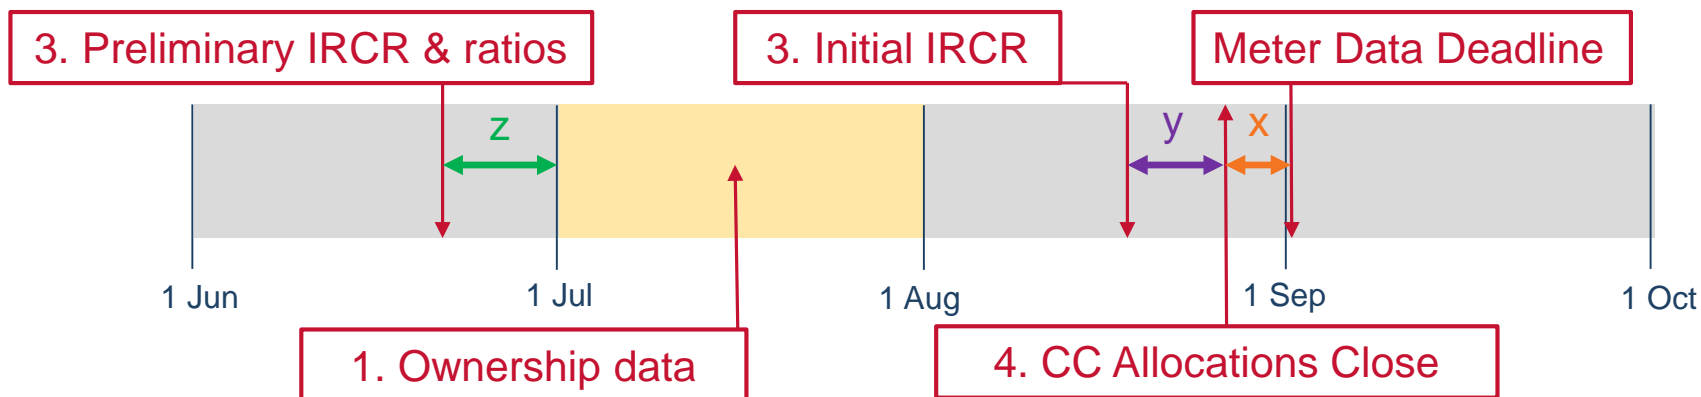 3. Preliminary IRCR & ratios
3. Initial IRCR
Meter Data Deadline
z
y
x
1 Jun
1 Jul
1 Aug
1 Sep
1 Oct
1. Ownership data
4. CC Allocations Close